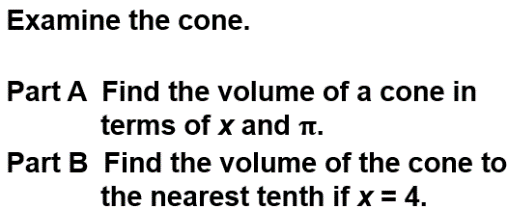 Examine the cone.
Part A Find the volume of a cone in
terms of x and π.
Part B Find the volume of the cone to
the nearest tenth if x = 4.